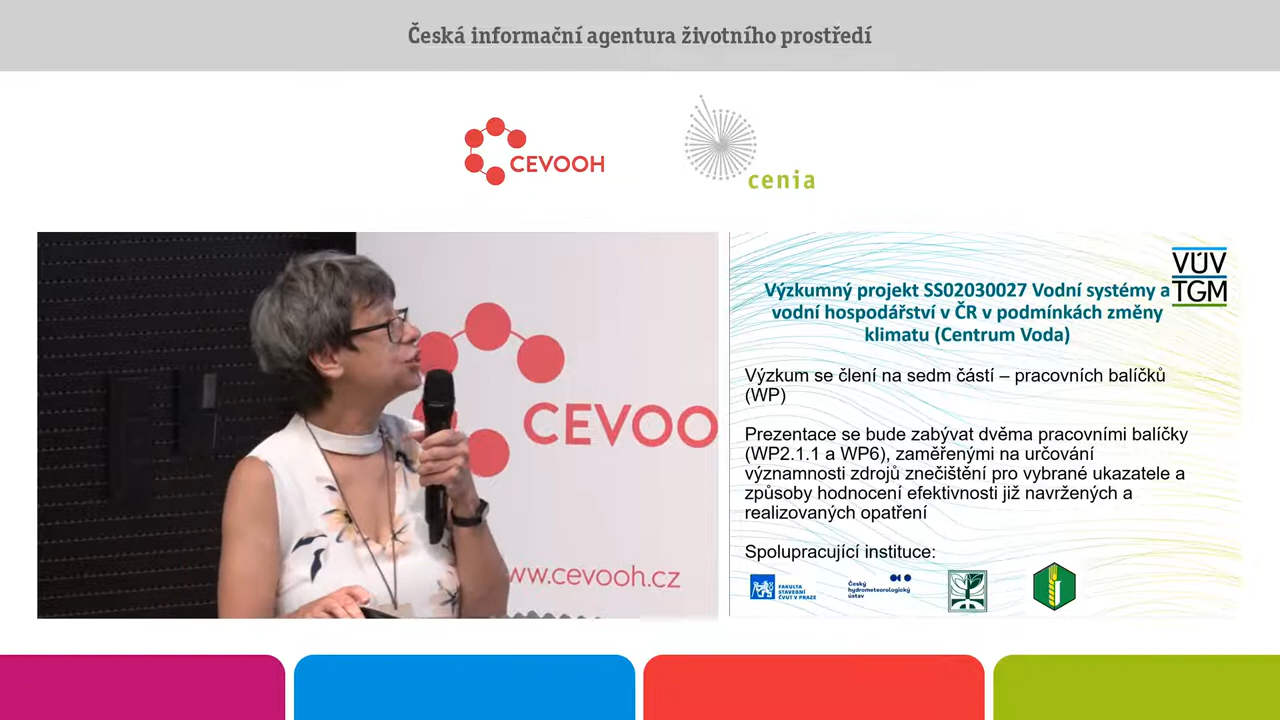 Česká informační agentura životního prostředí
CEVOOH
cenia
CEVOO
www.cevooh.cz
VÚV
TGM
Výzkumný projekt SS02030027 Vodní systémy a
vodní hospodářství v ČR v podmínkách změny
klimatu (Centrum Voda)
Výzkum se člení na sedm částí – pracovních balíčků
(WP)
Prezentace se bude zabývat dvěma pracovními balíčky
(WP2.1.1 a WP6), zaměřenými na určování
významnosti zdrojů znečištění pro vybrané ukazatele a
způsoby hodnocení efektivnosti již navržených a
realizovaných opatření
Spolupracující instituce:
FAKULTA
STAVEBNÍ
ČVUT V PRAZE
Český
hydrometeorologický
ústav